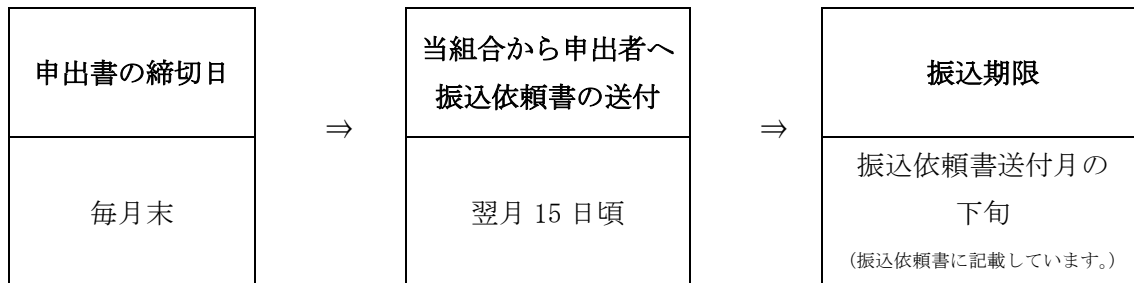 申出書の締切日
毎月末
⇒
当組合から申出者へ
振込依頼書の送付
翌月 15 日頃
⇒
振込期限
振込依頼書送付月の
下旬
(振込依頼書に記載しています。)